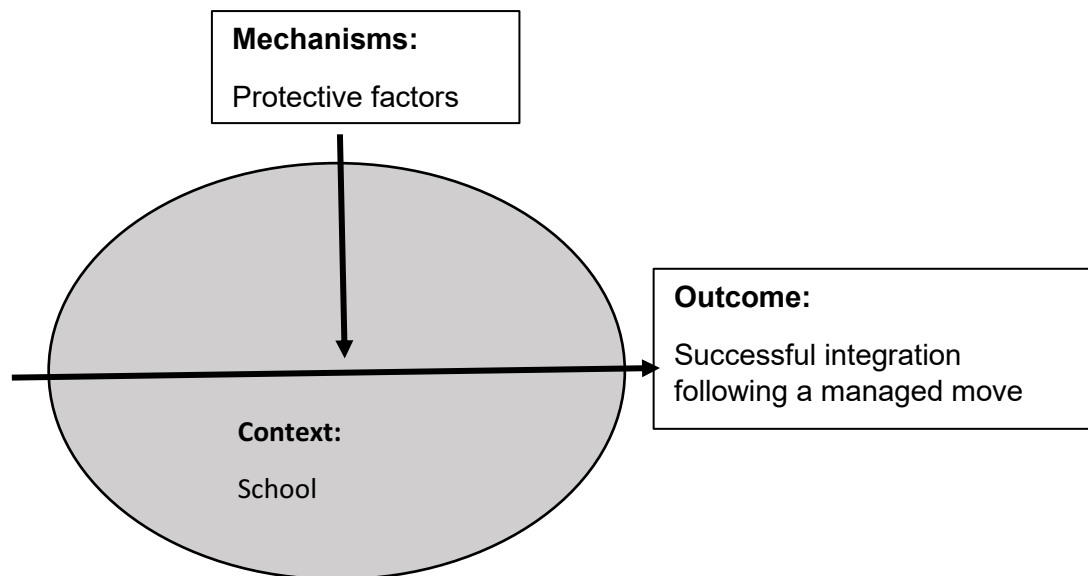 Mechanisms:
Protective factors
Outcome:
Successful integration
following a managed move
Context:
School